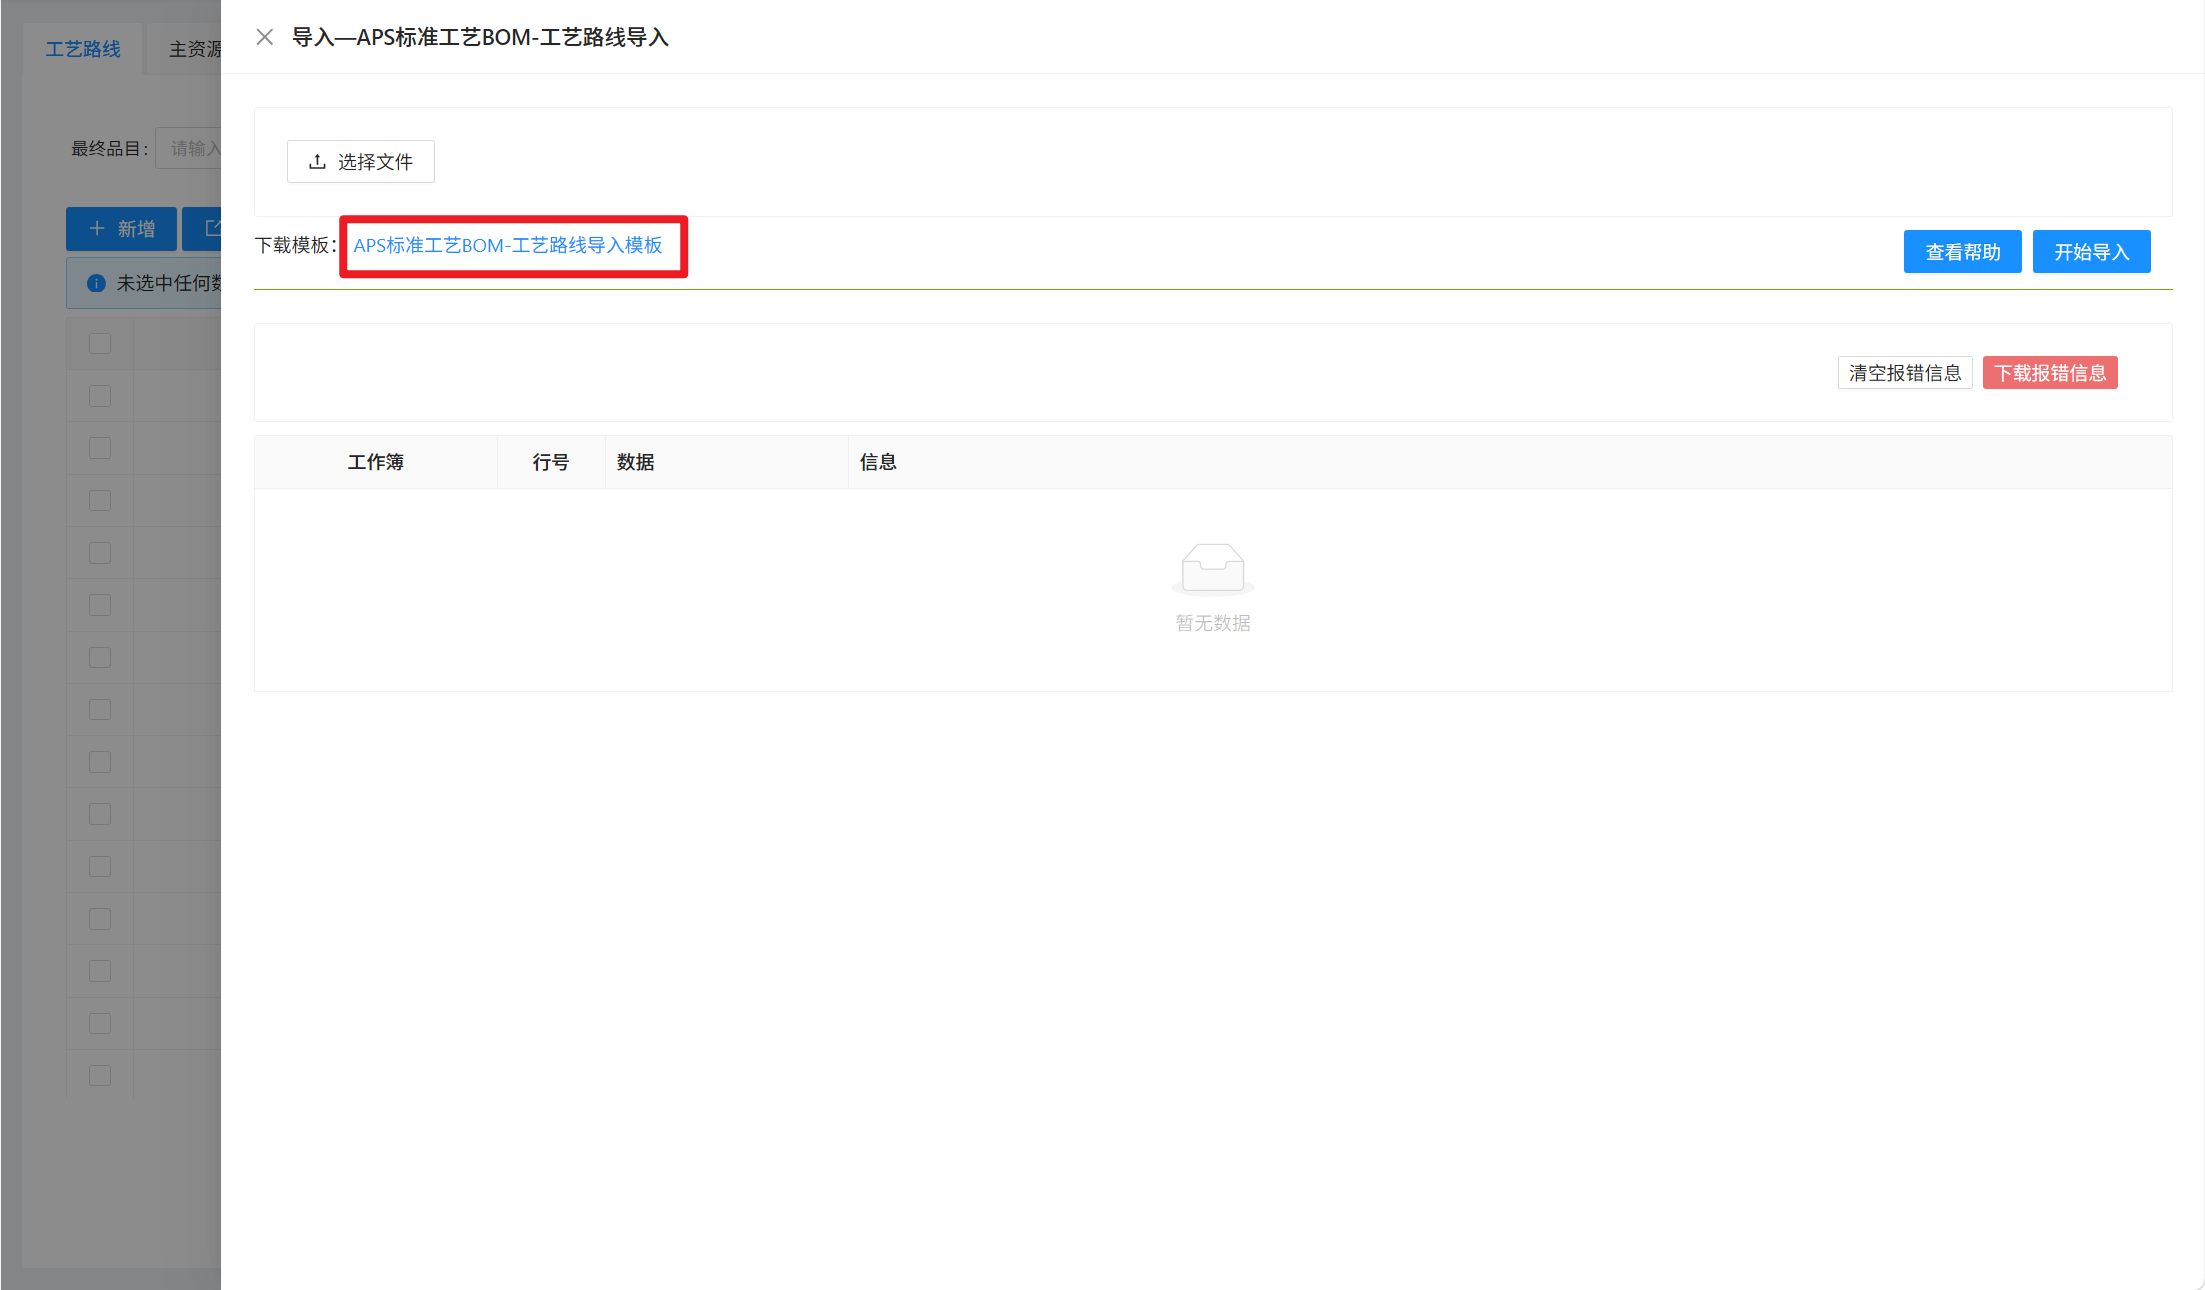 工艺路线
主资源
导入—APS标准工艺BOM-工艺路线导入
最终品目：
请输入
选择文件
新增
下载模板：
APS标准工艺BOM-工艺路线导入模板
查看帮助
开始导入
未选中任何数
清空报错信息
下载报错信息
工作簿
行号
数据
信息
暂无数据